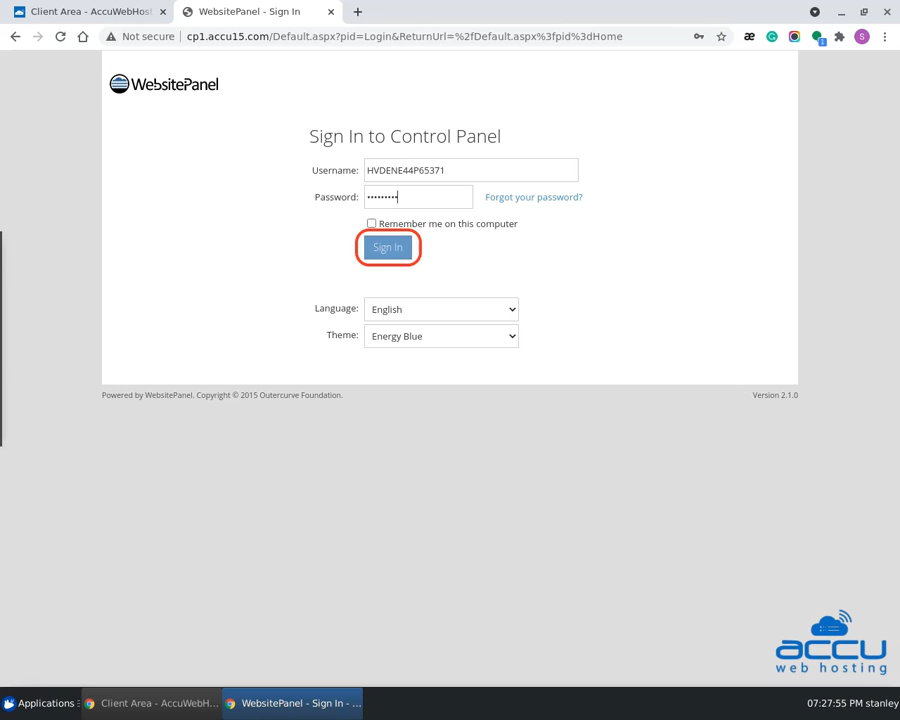 Client Area - AccuWebHost
WebsitePanel - Sign In
Not secure
cp1.accu15.com/Default.aspx?pid=Login&ReturnUrl=%2fDefault.aspx%3fpid%3dHome
WebsitePanel
Sign In to Control Panel
Username: HVDENE44P65371
Password: •••••••••
Forgot your password?
Remember me on this computer
Sign In
Language: English
Theme: Energy Blue
Powered by WebsitePanel. Copyright © 2015 Outercurve Foundation.
Version 2.1.0
accu
web hosting
Applications
Client Area - AccuWebH...
WebsitePanel - Sign In - ...
07:27:55 PM stanley